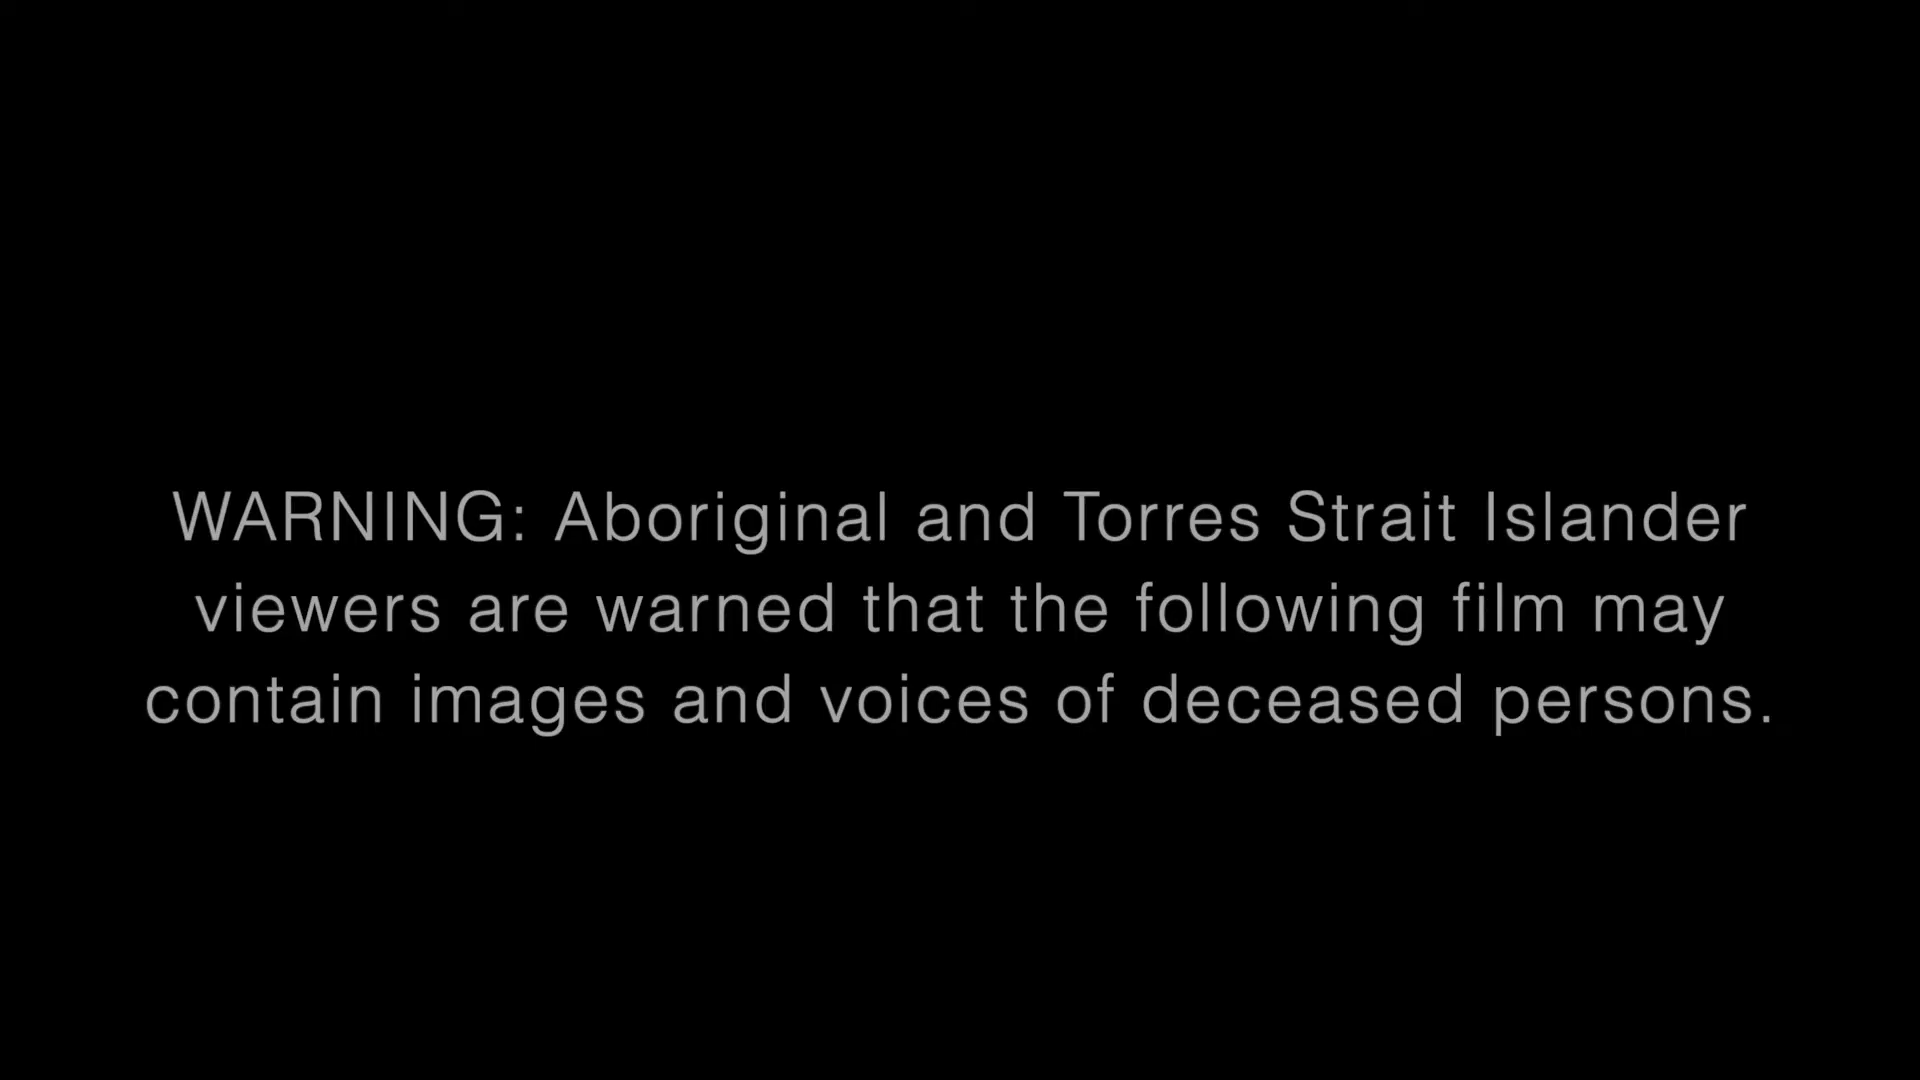 WARNING: Aboriginal and Torres Strait Islander
viewers are warned that the following film may
contain images and voices of deceased persons.